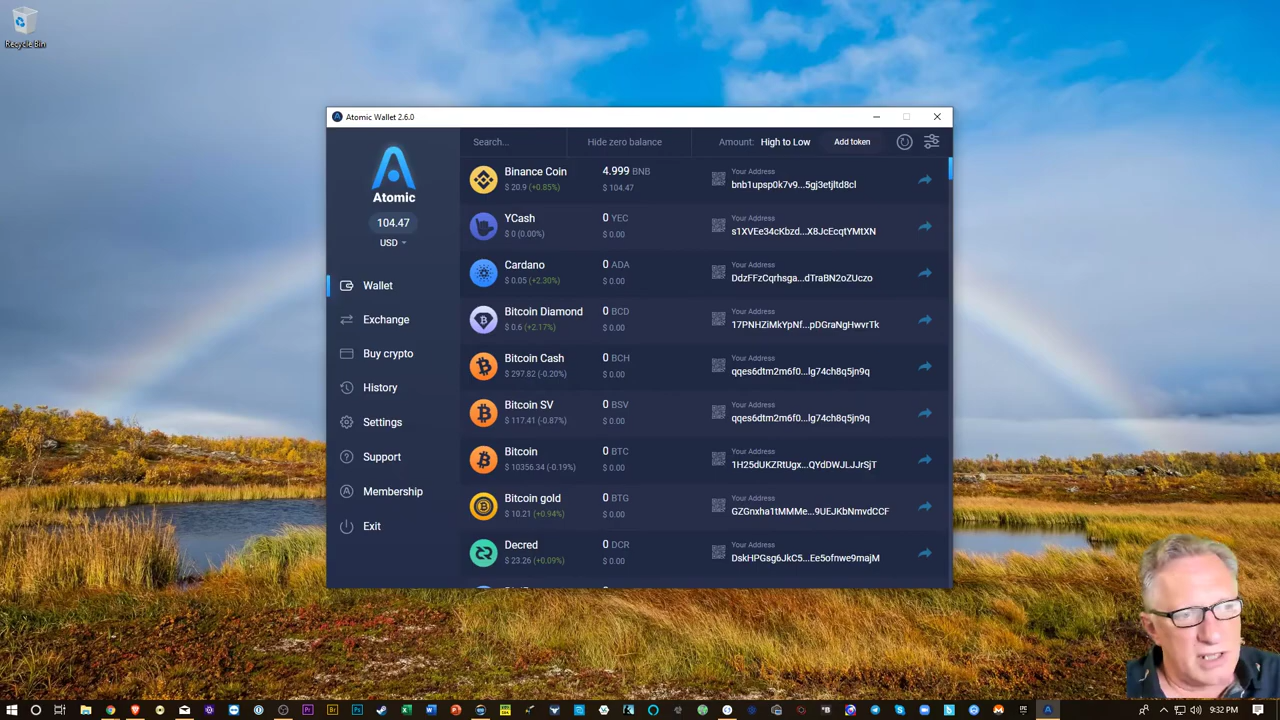 Recycle Bin
Atomic Wallet 2.6.0
Atomic
104.47
USD
Wallet
Exchange
Buy crypto
History
Settings
Support
Membership
Exit
Search...
Hide zero balance
Amount: High to Low
Add token
Binance Coin
$ 20.9 (+0.85%)
4.999 BNB
$ 104.47
Your Address
bnb1upsp0k7v9...5gj3etjltd8cl
YCash
$ 0 (0.00%)
0 YEC
$ 0.00
Your Address
s1XVEe34cKbzd...X8JcEcqtYMtXN
Cardano
$ 0.05 (+2.30%)
0 ADA
$ 0.00
Your Address
DdzFFzCqrhsga...dTraBN2oZUczo
Bitcoin Diamond
$ 0.6 (+2.17%)
0 BCD
$ 0.00
Your Address
17PNHZiMkYpNf...pDGraNgHwvrTk
Bitcoin Cash
$ 297.82 (-0.20%)
0 BCH
$ 0.00
Your Address
qqes6dtm2m6f0...lg74ch8q5jn9q
Bitcoin SV
$ 117.41 (-0.87%)
0 BSV
$ 0.00
Your Address
qqes6dtm2m6f0...lg74ch8q5jn9q
Bitcoin
$ 10356.34 (-0.19%)
0 BTC
$ 0.00
Your Address
1H25dUKZRtUgx...QYdDWJLJJrSjT
Bitcoin gold
$ 10.21 (+0.94%)
0 BTG
$ 0.00
Your Address
GZGnxha1tMMMe...9UEJKbNmvdCCF
Decred
$ 23.26 (+0.09%)
0 DCR
$ 0.00
Your Address
DskHPGsg6JkC5...Ee5ofnwe9majM
9:32 PM